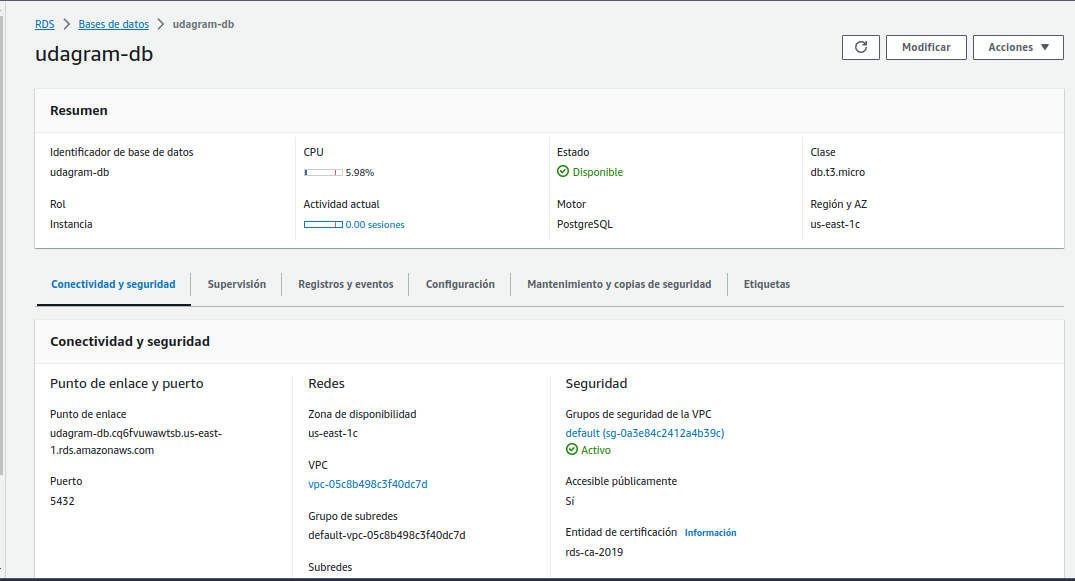 RDS > Bases de datos > udagram-db
udagram-db
Modificar
Acciones
Resumen
Identificador de base de datos
udagram-db
CPU
5.98%
Estado
Disponible
Clase
db.t3.micro
Rol
Instancia
Actividad actual
0.00 sesiones
Motor
PostgreSQL
Región y AZ
us-east-1c
Conectividad y seguridad
Supervisión
Registros y eventos
Configuración
Mantenimiento y copias de seguridad
Etiquetas
Conectividad y seguridad
Punto de enlace y puerto
Punto de enlace
udagram-db.cq6fvuwawtsb.us-east-
1.rds.amazonaws.com
Puerto
5432
Redes
Zona de disponibilidad
us-east-1c
VPC
vpc-05c8b498c3f40dc7d
Grupo de subredes
default-vpc-05c8b498c3f40dc7d
Subredes
Seguridad
Grupos de seguridad de la VPC
default (sg-0a3e84c2412a4b39c)
Activo
Accesible públicamente
Sí
Entidad de certificación Información
rds-ca-2019